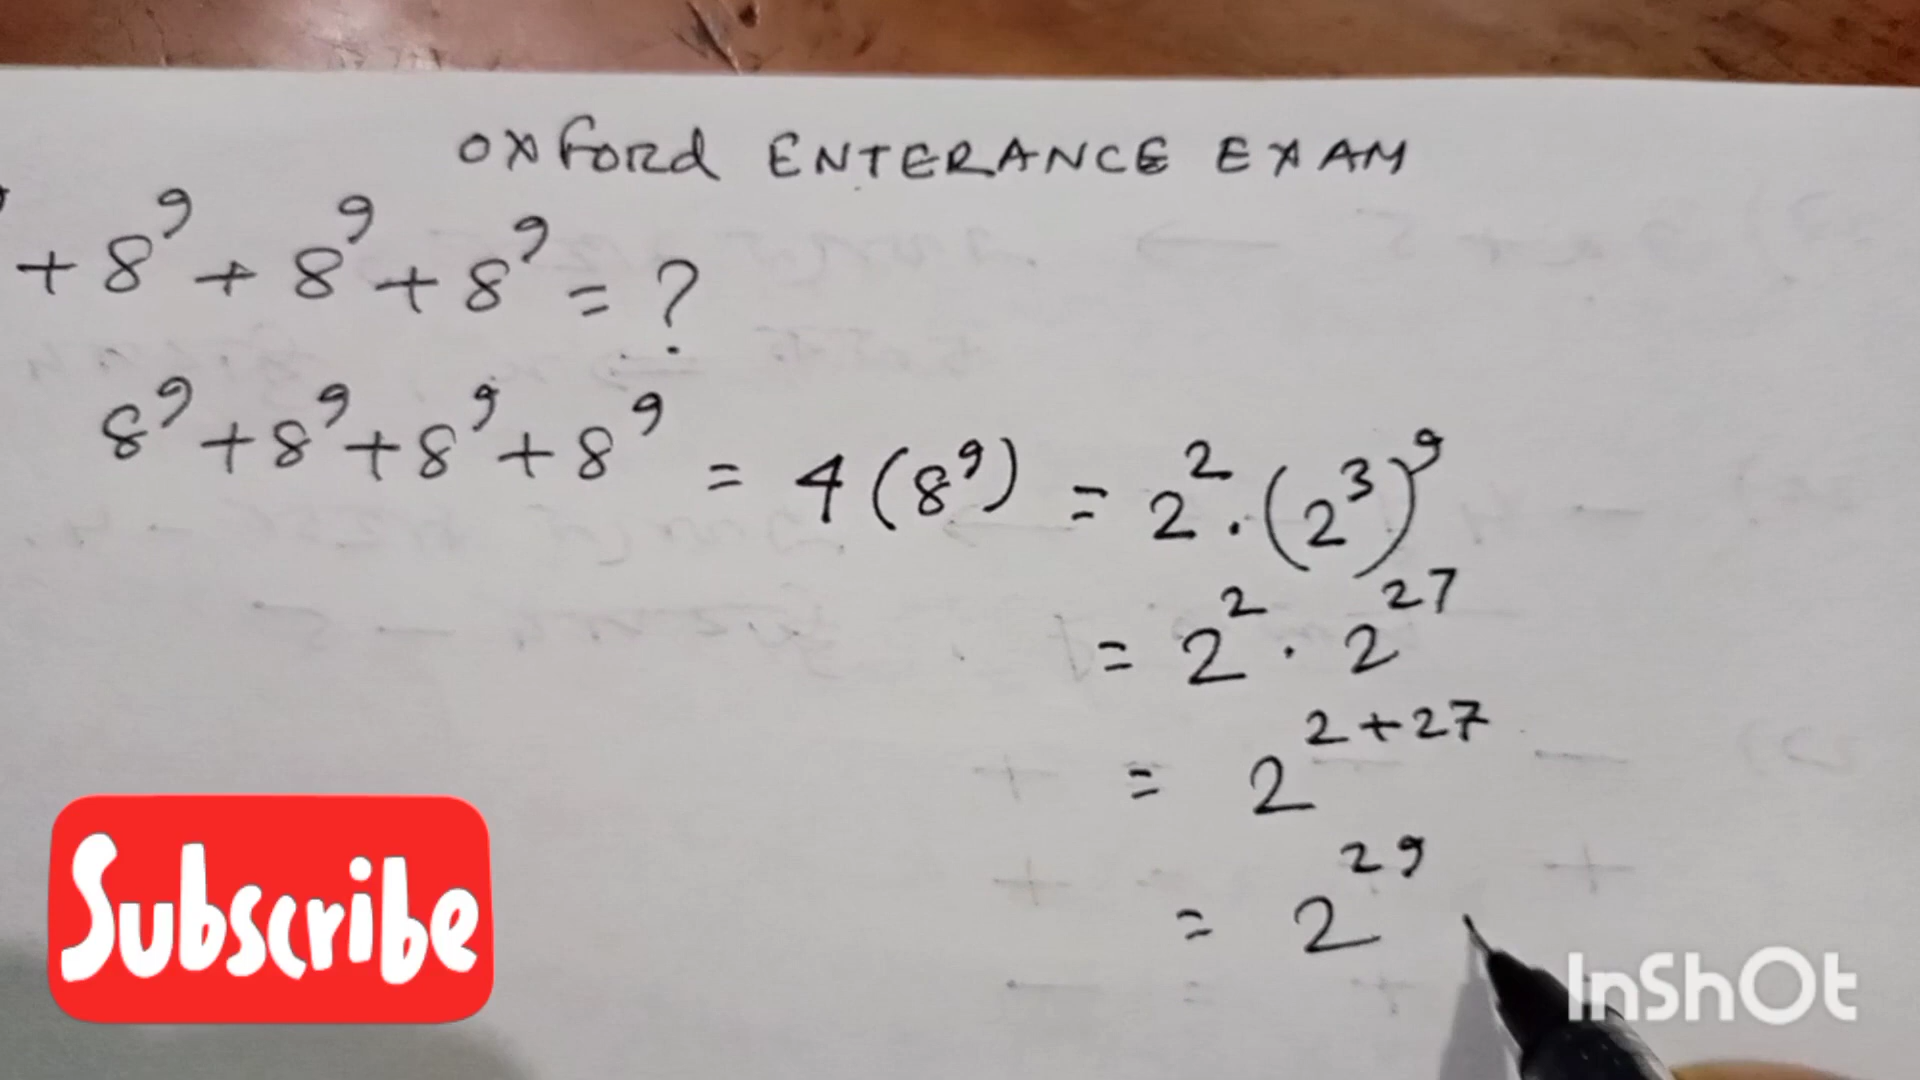 OXFORD ENTERANCE EXAM
+ 8⁹ + 8⁹ + 8⁹ = ?
8⁹ + 8⁹ + 8⁹ + 8⁹ = 4(8⁹) = 2² · (2³)⁹
= 2² · 2²⁷
= 2²⁺²⁷
= 2²⁹
Subscribe
InShOt